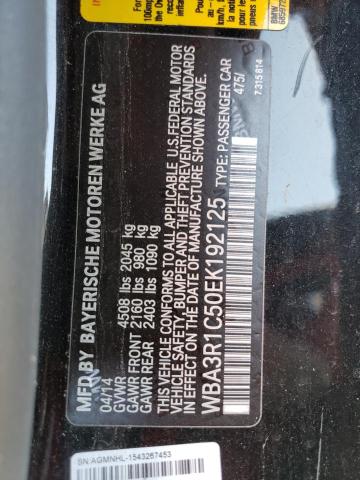 MFD BY BAYERISCHE MOTOREN WERKE AG
04/14
GVWR 4508 lbs 2045 kg
GAWR FRONT 2160 lbs 980 kg
GAWR REAR 2403 lbs 1090 kg
THIS VEHICLE CONFORMS TO ALL APPLICABLE U.S. FEDERAL MOTOR
VEHICLE SAFETY, BUMPER AND THEFT PREVENTION STANDARDS
IN EFFECT ON THE DATE OF MANUFACTURE SHOWN ABOVE.
WBA3R1C50EK192125 TYPE: PASSENGER CAR
475/
7315814
SN:AGMNHL-1543267453
BMW